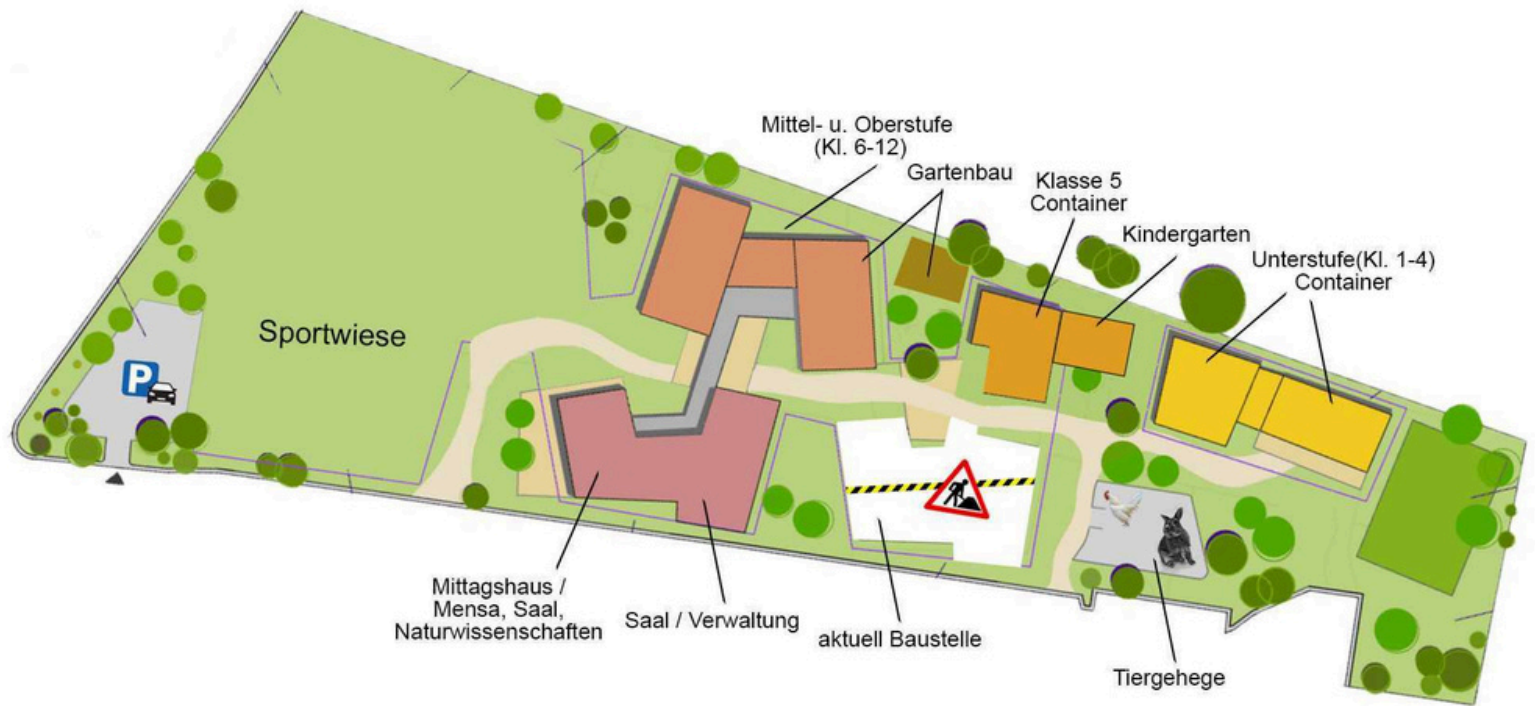 Mittel- u. Oberstufe
(Kl. 6-12)
Gartenbau
Klasse 5
Container
Kindergarten
Unterstufe(Kl. 1-4)
Container
Sportwiese
P
Mittagshaus /
Mensa, Saal,
Naturwissenschaften
Saal / Verwaltung
aktuell Baustelle
Tiergehege